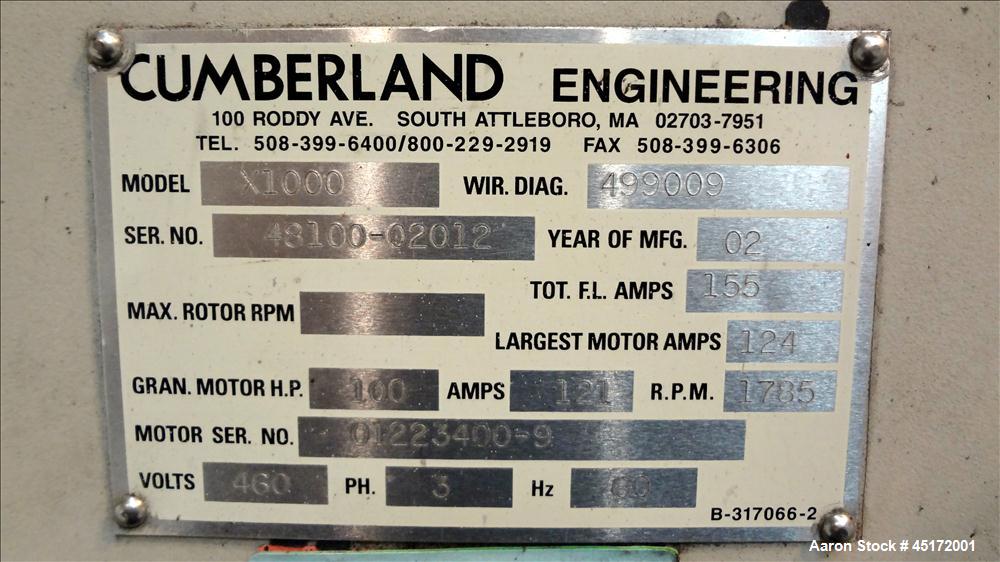 CUMBERLAND ENGINEERING
100 RODDY AVE. SOUTH ATTLEBORO, MA 02703-7951
TEL. 508-399-6400/800-229-2919 FAX 508-399-6306
MODEL X1000 WIR. DIAG. 499009
SER. NO. 48100-02012 YEAR OF MFG. 02
TOT. F.L. AMPS 155
MAX. ROTOR RPM
LARGEST MOTOR AMPS 124
GRAN. MOTOR H.P. 100 AMPS 121 R.P.M. 1785
MOTOR SER. NO. 01223400-9
VOLTS 460 PH. 3 Hz 60
B-317066-2
Aaron Stock # 45172001